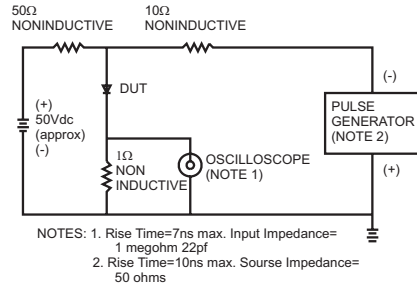 50Ω
NONINDUCTIVE
10Ω
NONINDUCTIVE
(+)
50Vdc
(approx)
(-)
DUT
1Ω
NON
INDUCTIVE
OSCILLOSCOPE
(NOTE 1)
(-)
PULSE
GENERATOR
(NOTE 2)
(+)
NOTES: 1. Rise Time=7ns max. Input Impedance=
1 megohm 22pf
2. Rise Time=10ns max. Sourse Impedance=
50 ohms